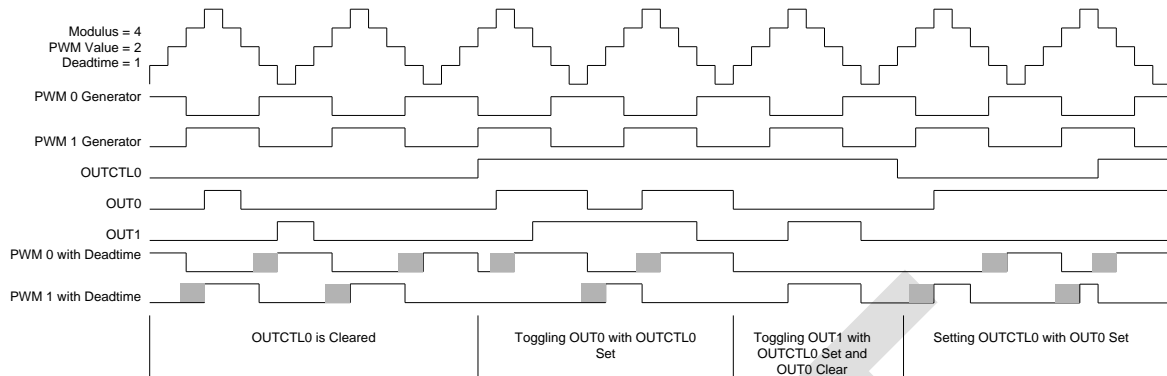 Modulus = 4
PWM Value = 2
Deadtime = 1
PWM 0 Generator
PWM 1 Generator
OUTCTL0
OUT0
OUT1
PWM 0 with Deadtime
PWM 1 with Deadtime
OUTCTL0 is Cleared
Toggling OUT0 with OUTCTL0
Set
Toggling OUT1 with
OUTCTL0 Set and
OUT0 Clear
Setting OUTCTL0 with OUT0 Set